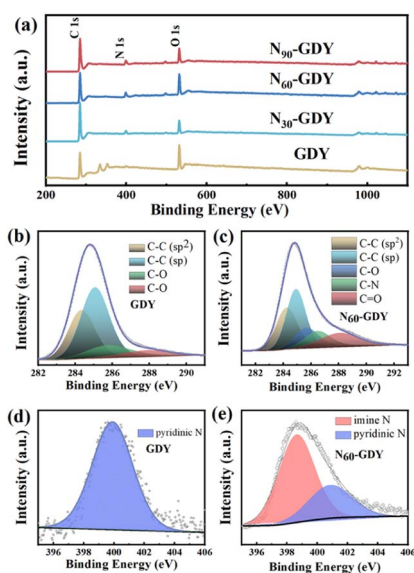 (a)
C 1s
N 1s
O 1s
N90-GDY
N60-GDY
N30-GDY
GDY
Intensity (a.u.)
200 400 600 800 1000
Binding Energy (eV)
(b)
C-C (sp2)
C-C (sp)
C-O
C-O
GDY
Intensity (a.u.)
282 284 286 288 290
Binding Energy (eV)
(c)
C-C (sp2)
C-C (sp)
C-O
C-N
C=O
N60-GDY
Intensity (a.u.)
282 284 286 288 290
Binding Energy (eV)
(d)
pyridinic N
GDY
Intensity (a.u.)
396 398 400 402 404 406
Binding Energy (eV)
(e)
imine N
pyridinic N
N60-GDY
Intensity (a.u.)
396 398 400 402 404 406
Binding Energy (eV)